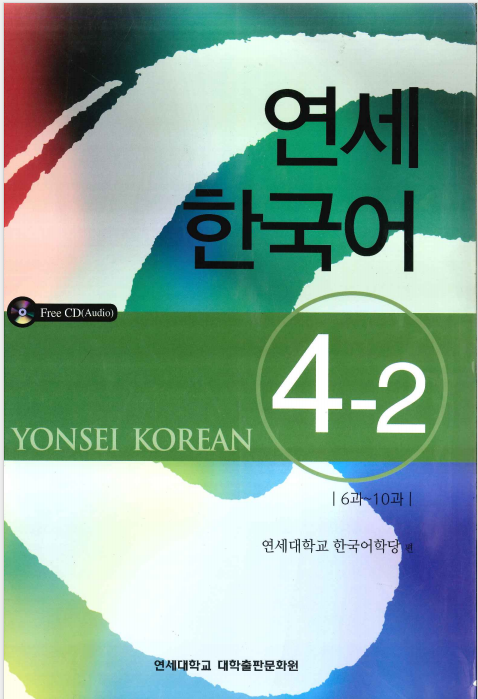 연세
한국어
Free CD(Audio)
4-2
YONSEI KOREAN
| 6과~10과 |
연세대학교 한국어학당 편
연세대학교 대학출판문화원